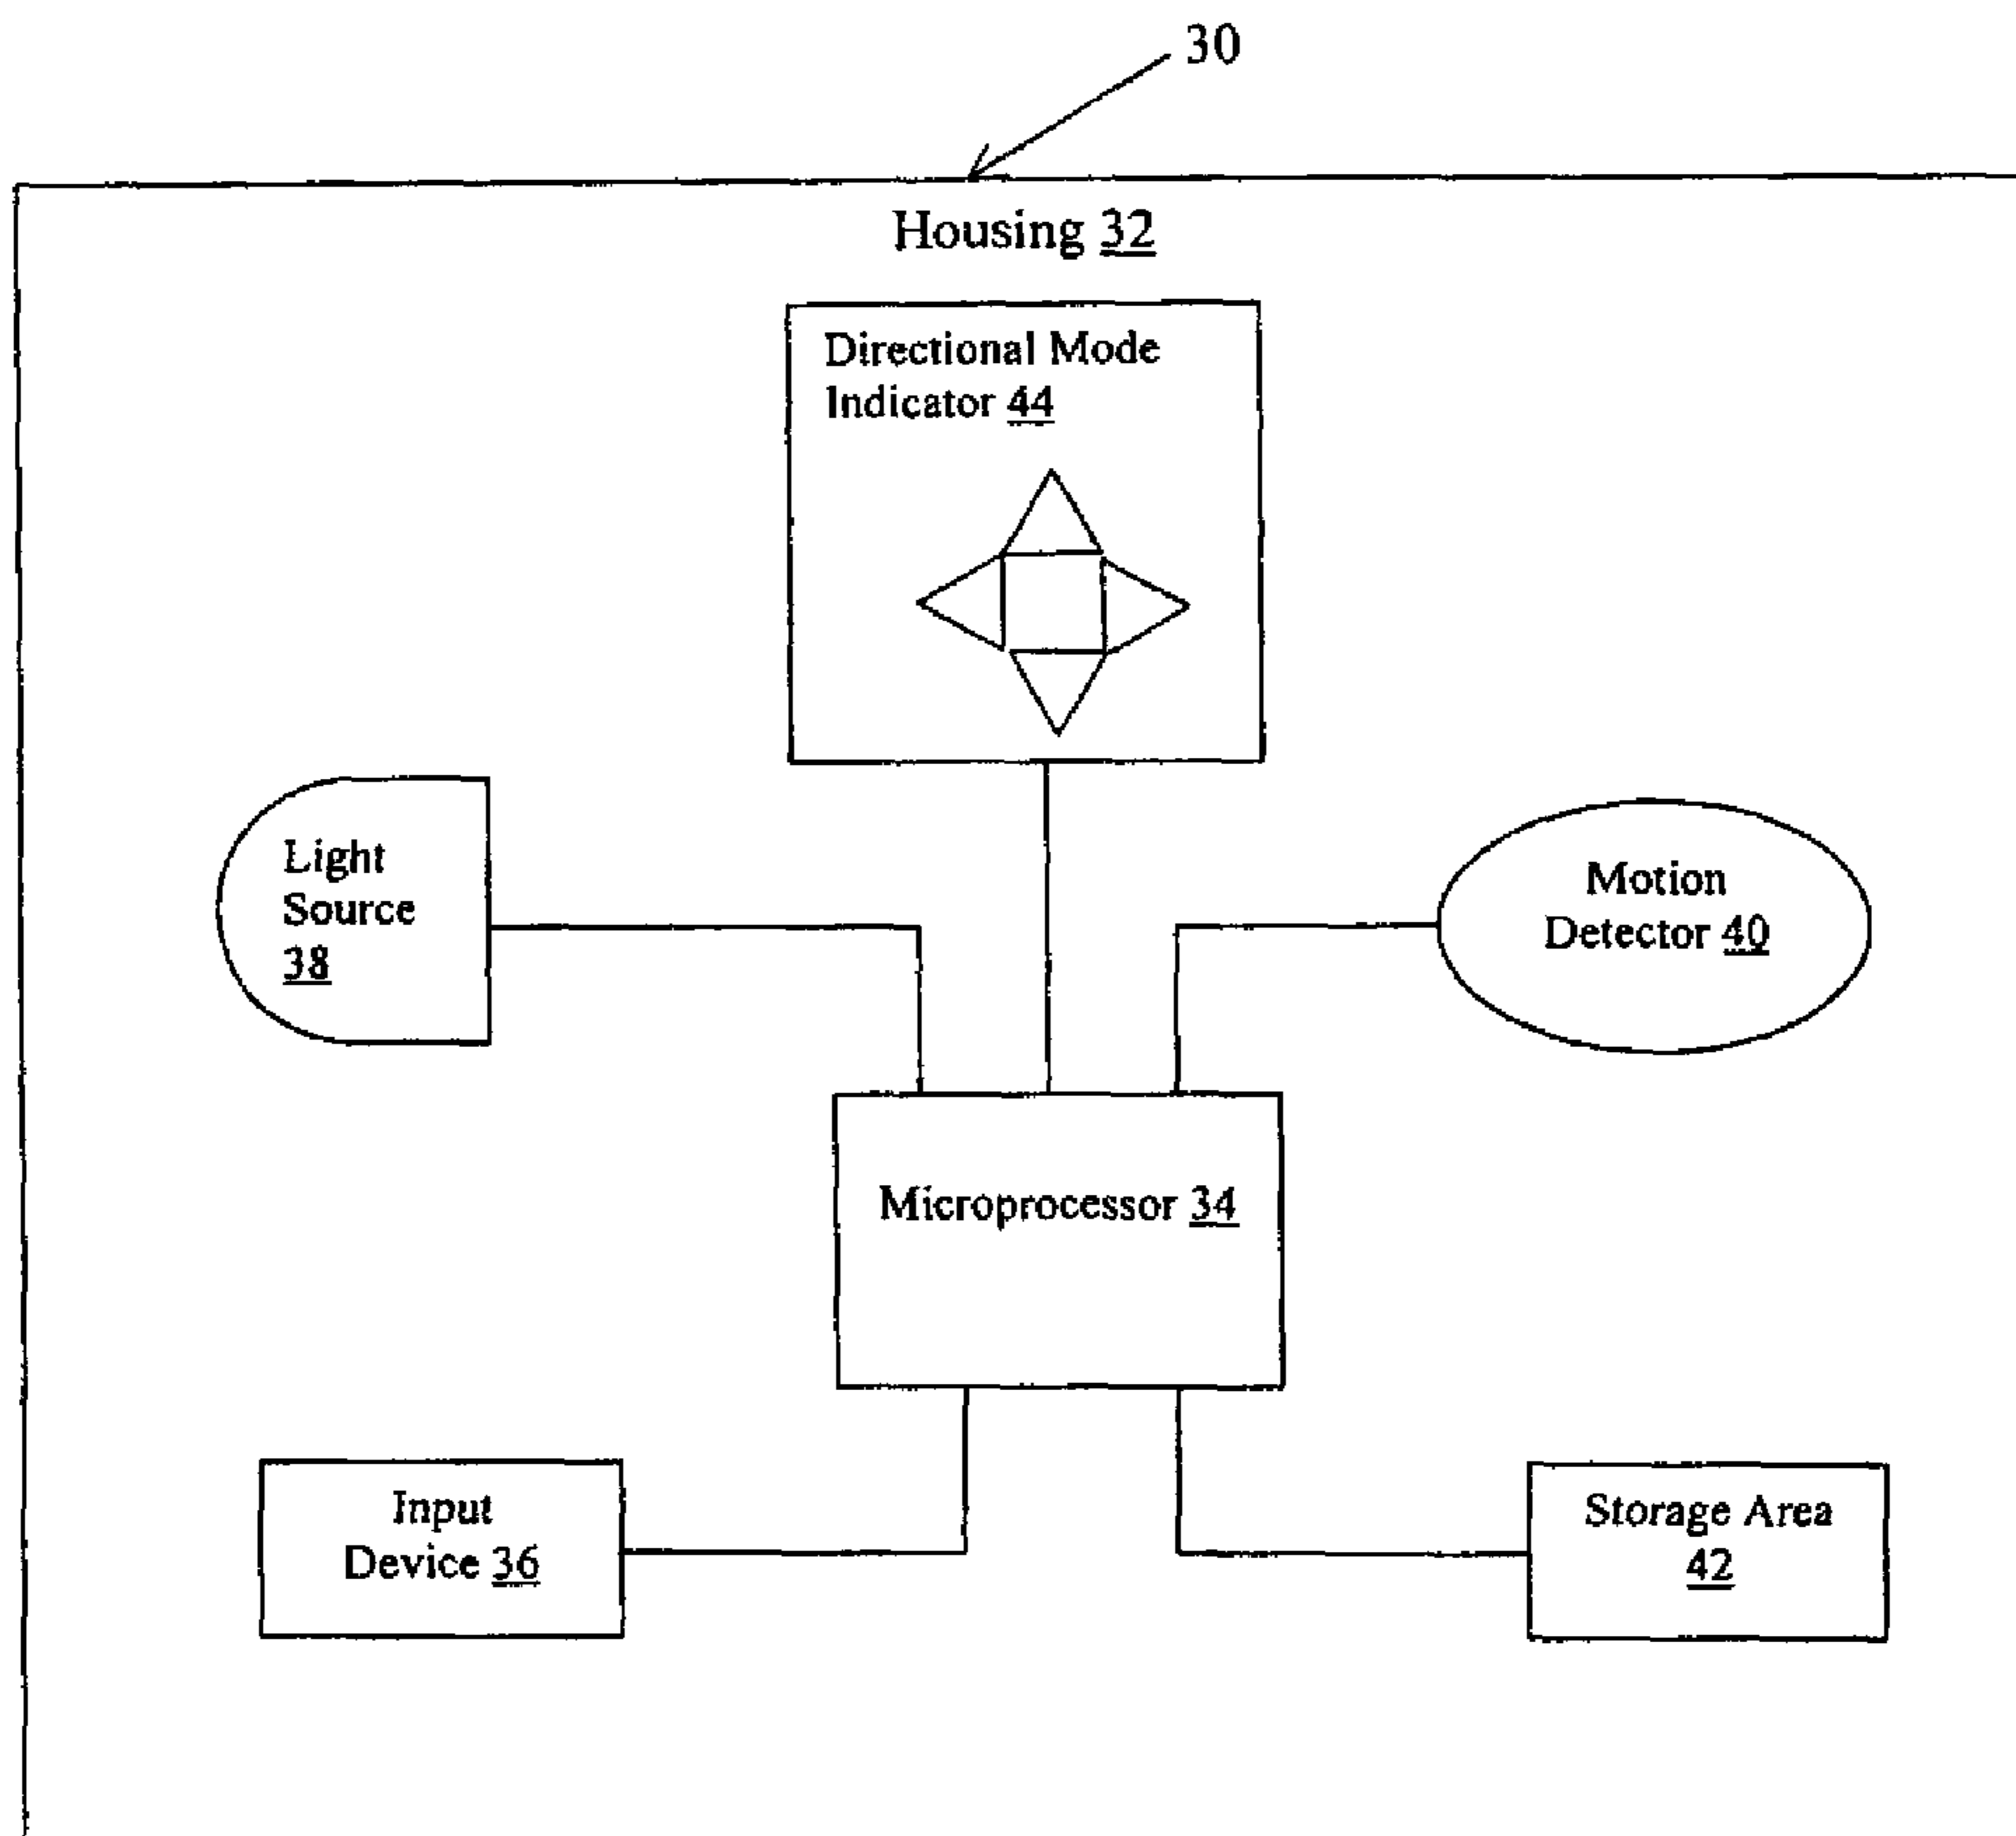 30
Housing 32
Directional Mode
Indicator 44
Light
Source
38
Motion
Detector 40
Microprocessor 34
Input
Device 36
Storage Area
42